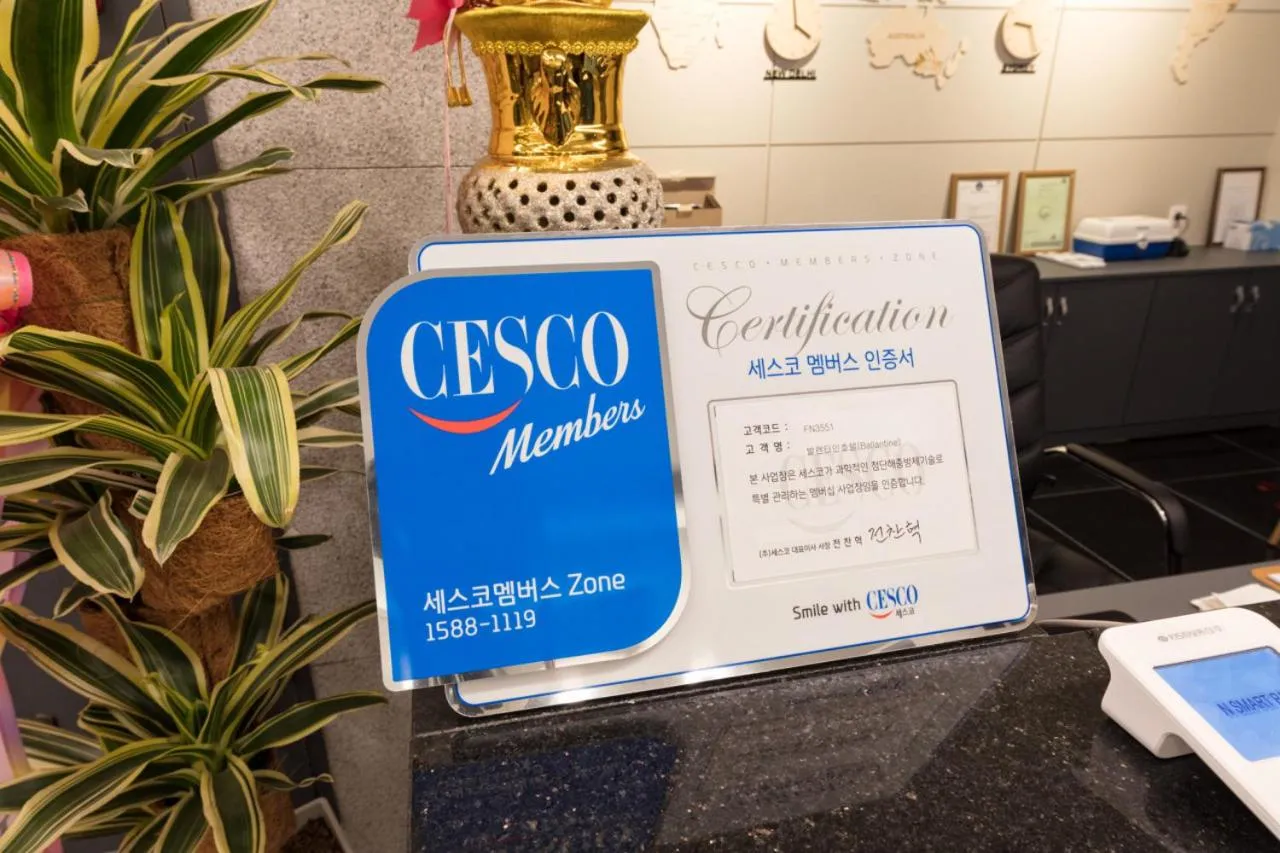 NEW DELHI
AUSTRALIA
CESCO
Members
세스코멤버스 Zone
1588-1119
CESCO • MEMBERS • ZONE
Certification
세스코 멤버스 인증서
고객코드 : FN3551
고 객 명 : 발렌타인호텔(Ballantine)
본 사업장은 세스코가 과학적인 첨단해충방제기술로
특별 관리하는 멤버십 사업장임을 인증합니다.
(주)세스코 대표이사 사장 전 찬 혁 전찬혁
Smile with CESCO
세스코